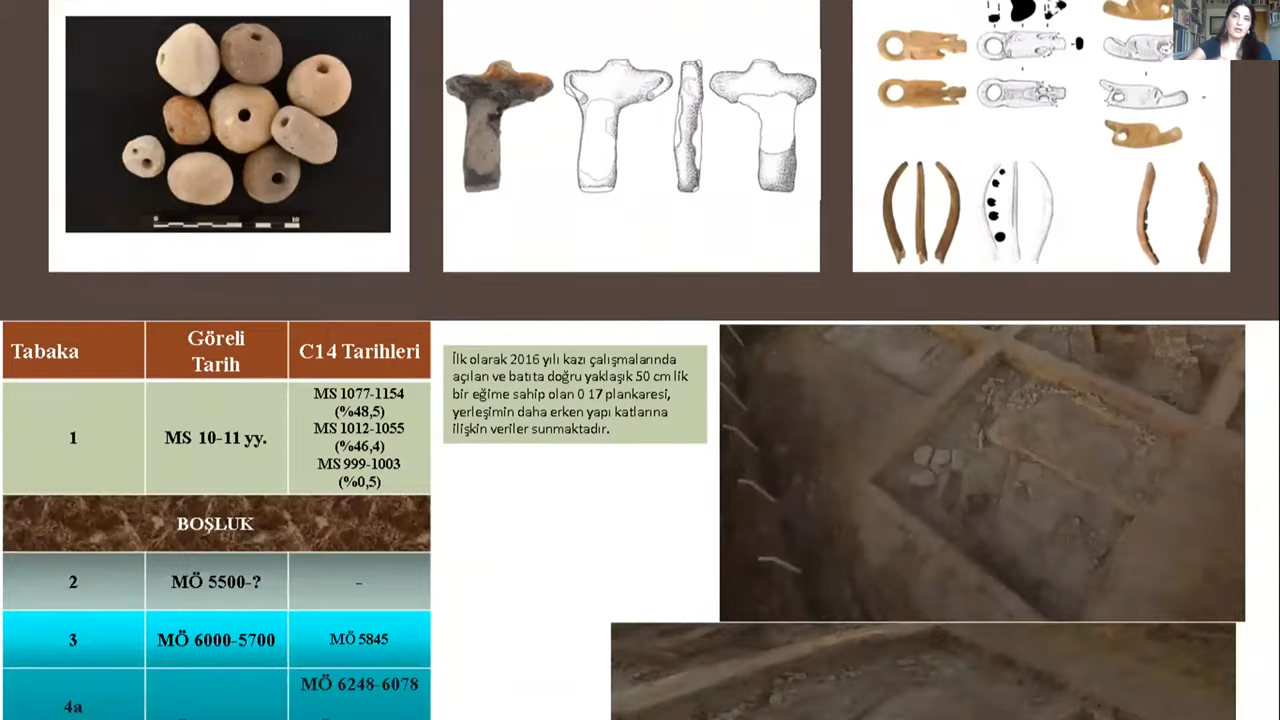 0 10
Tabaka
Göreli
Tarih
C14 Tarihleri
1
MS 10-11 yy.
MS 1077-1154
(%48,5)
MS 1012-1055
(%46,4)
MS 999-1003
(%0,5)
BOŞLUK
2
MÖ 5500-?
-
3
MÖ 6000-5700
MÖ 5845
4a
MÖ 6248-6078
İlk olarak 2016 yılı kazı çalışmalarında
açılan ve batıta doğru yaklaşık 50 cm lik
bir eğime sahip olan 0 17 plankaresi,
yerleşimin daha erken yapı katlarına
ilişkin veriler sunmaktadır.